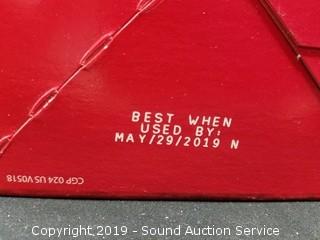 BEST WHEN
USED BY:
MAY/29/2019 N
CGP 024 US V0518
Copyright 2019 - Sound Auction Service